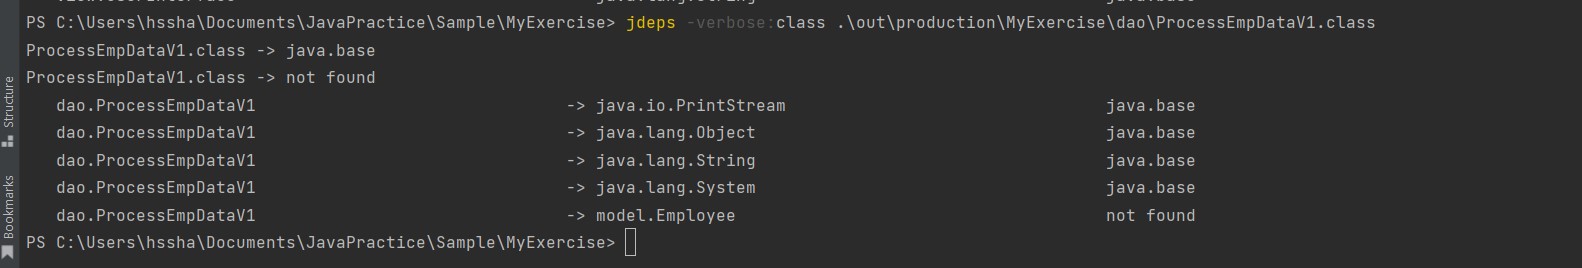 PS C:\Users\hssha\Documents\JavaPractice\Sample\MyExercise> jdeps -verbose:class .\out\production\MyExercise\dao\ProcessEmpDataV1.class
ProcessEmpDataV1.class -> java.base
ProcessEmpDataV1.class -> not found
dao.ProcessEmpDataV1 -> java.io.PrintStream java.base
dao.ProcessEmpDataV1 -> java.lang.Object java.base
dao.ProcessEmpDataV1 -> java.lang.String java.base
dao.ProcessEmpDataV1 -> java.lang.System java.base
dao.ProcessEmpDataV1 -> model.Employee not found
PS C:\Users\hssha\Documents\JavaPractice\Sample\MyExercise>
Structure
Bookmarks